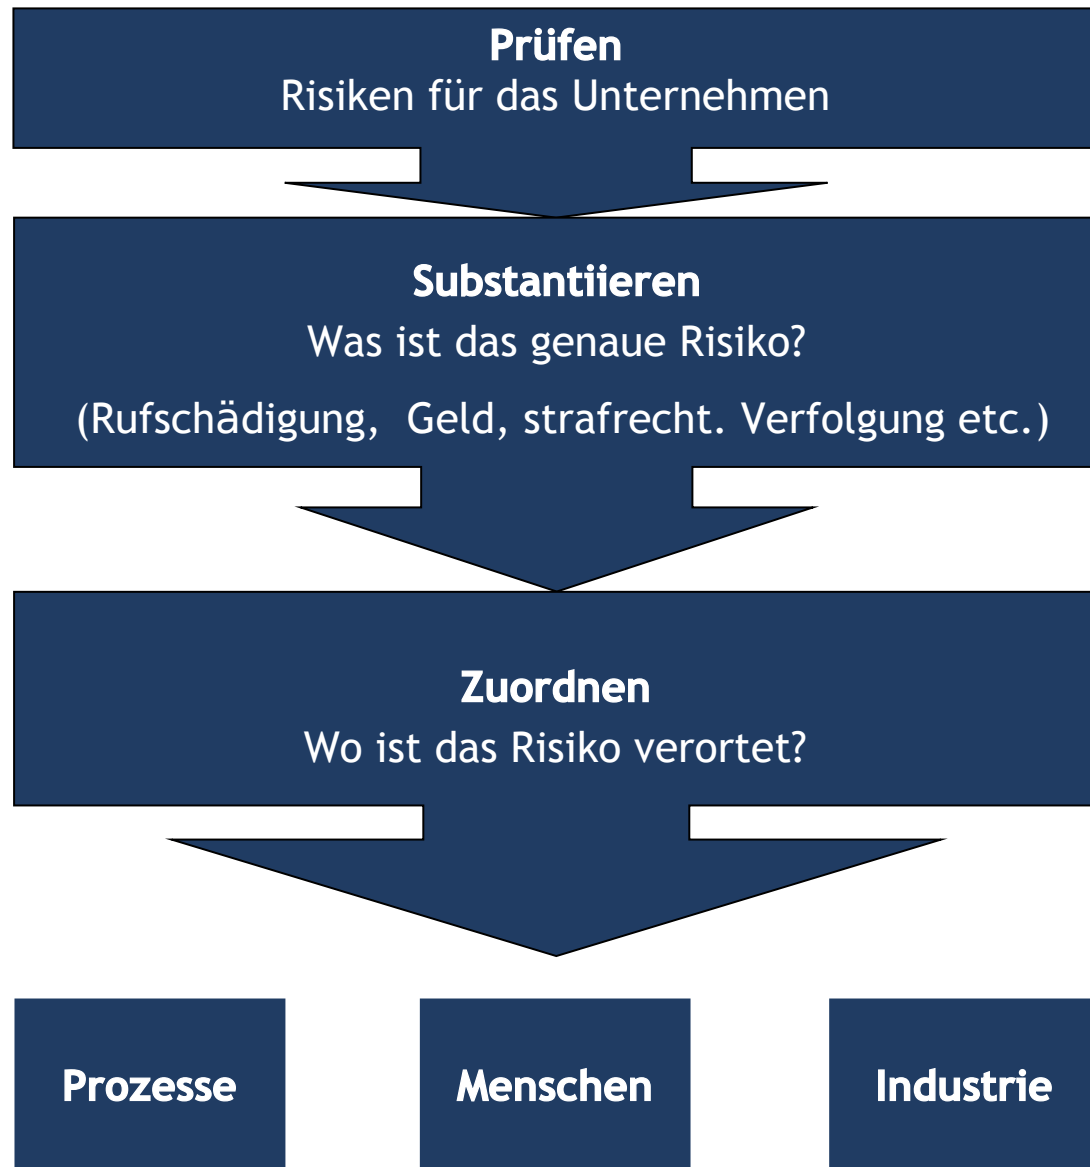 Prüfen
Risiken für das Unternehmen
Substantiieren
Was ist das genaue Risiko?
(Rufschädigung,  Geld, strafrecht. Verfolgung etc.)
Zuordnen
Wo ist das Risiko verortet?
Prozesse
Menschen
Industrie